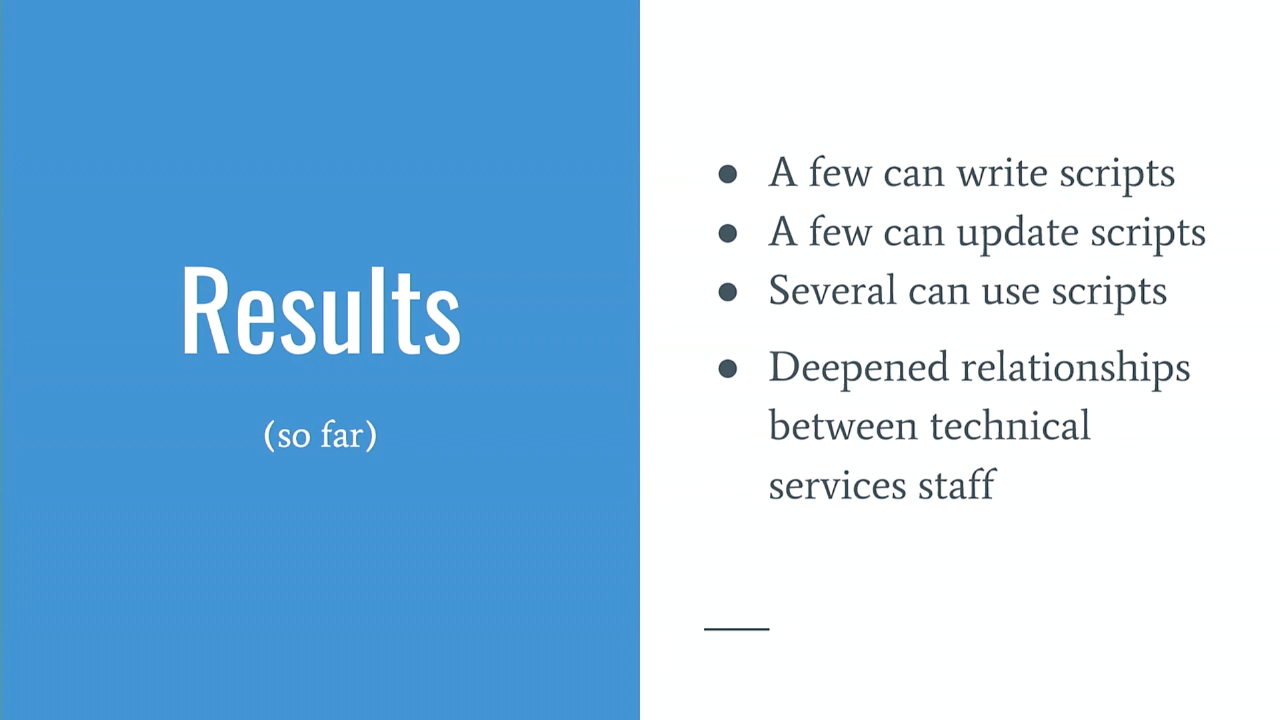 Results
(so far)
● A few can write scripts
● A few can update scripts
● Several can use scripts
● Deepened relationships
between technical
services staff